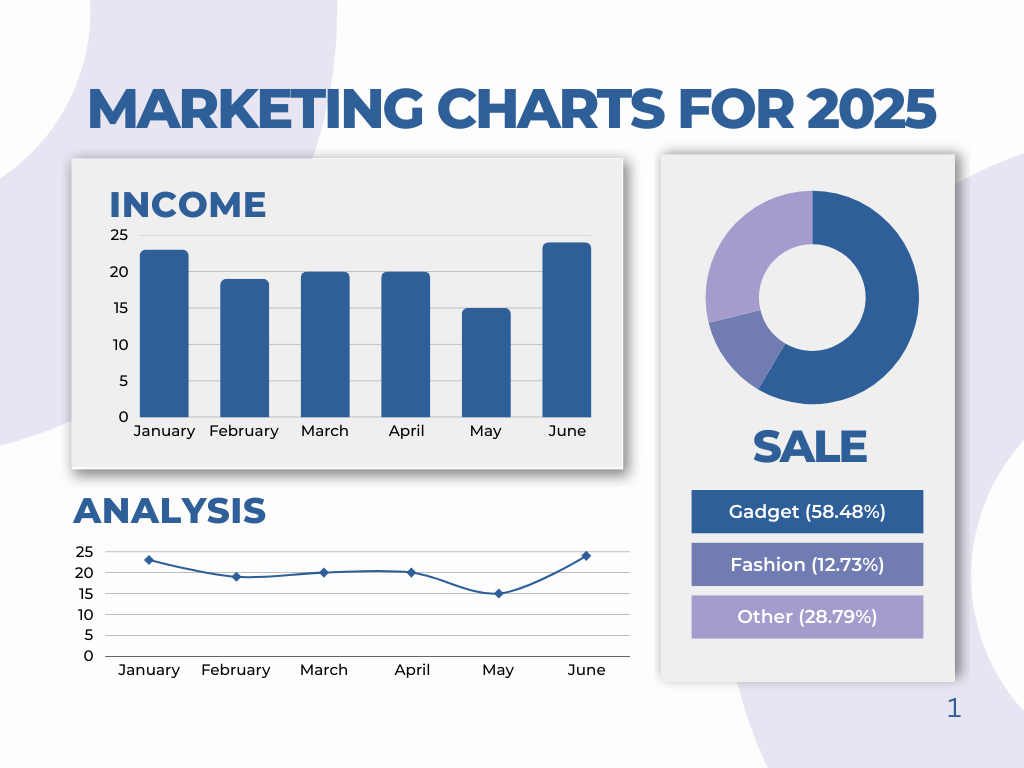 MARKETING CHARTS FOR 2025
INCOME
25
20
15
10
5
0
January February March April May June
ANALYSIS
25
20
15
10
5
0
January February March April May June
SALE
Gadget (58.48%)
Fashion (12.73%)
Other (28.79%)
1